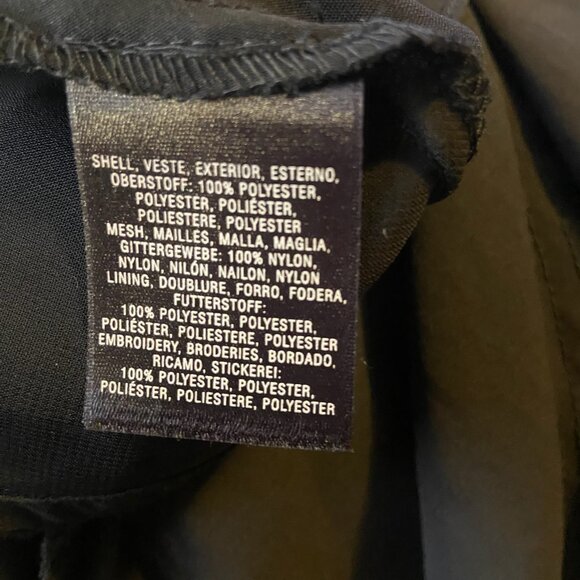 SHELL, VESTE, EXTERIOR, ESTERNO,
OBERSTOFF: 100% POLYESTER,
POLYESTER, POLIÉSTER,
POLIESTERE, POLYESTER
MESH, MAILLES, MALLA, MAGLIA,
GITTERGEWEBE: 100% NYLON,
NYLON, NILÓN, NAILON, NYLON
LINING, DOUBLURE, FORRO, FODERA,
FUTTERSTOFF:
100% POLYESTER, POLYESTER,
POLIÉSTER, POLIESTERE, POLYESTER
EMBROIDERY, BRODERIES, BORDADO,
RICAMO, STICKEREI:
100% POLYESTER, POLYESTER,
POLIÉSTER, POLIESTERE, POLYESTER